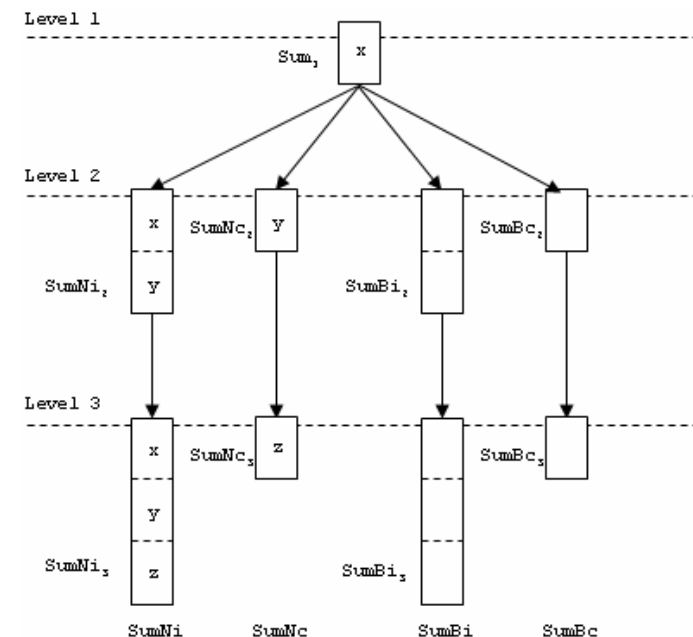 Level 1
Sum₁ x
Level 2
x SumNc₂ y SumBc₂
SumNi₂ y SumBi₂
Level 3
x SumNc₃ z SumBc₃
y
SumNi₃ z SumBi₃
SumNi SumNc SumBi SumBc